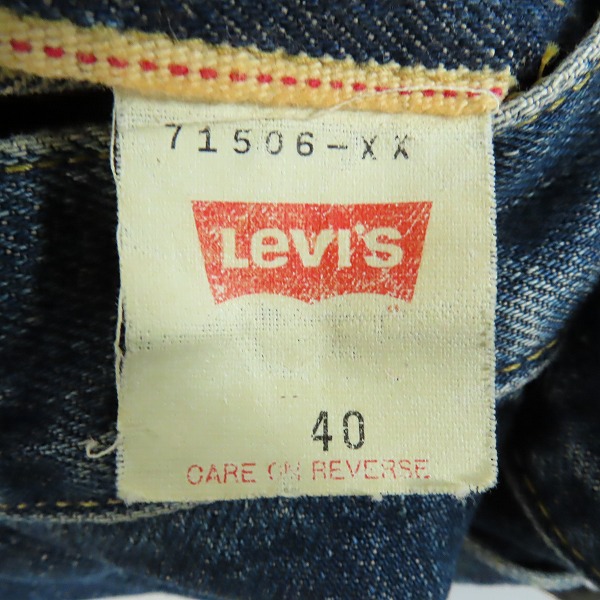 71506-XX
LEVI'S
40
CARE ON REVERSE